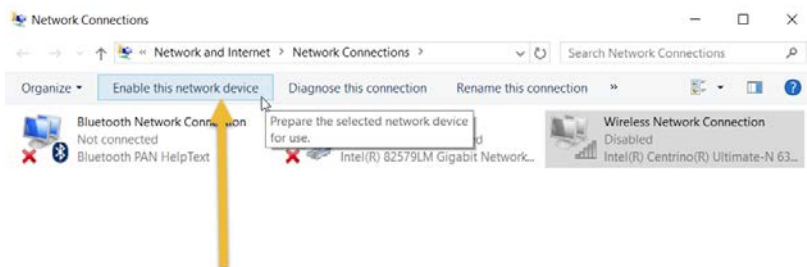 Network Connections
« Network and Internet > Network Connections >
Search Network Connections
Organize Enable this network device Diagnose this connection Rename this connection »
Bluetooth Network Connection
Not connected
Bluetooth PAN HelpText
Prepare the selected network device
for use.
Intel(R) 82579LM Gigabit Network...
Wireless Network Connection
Disabled
Intel(R) Centrino(R) Ultimate-N 63...